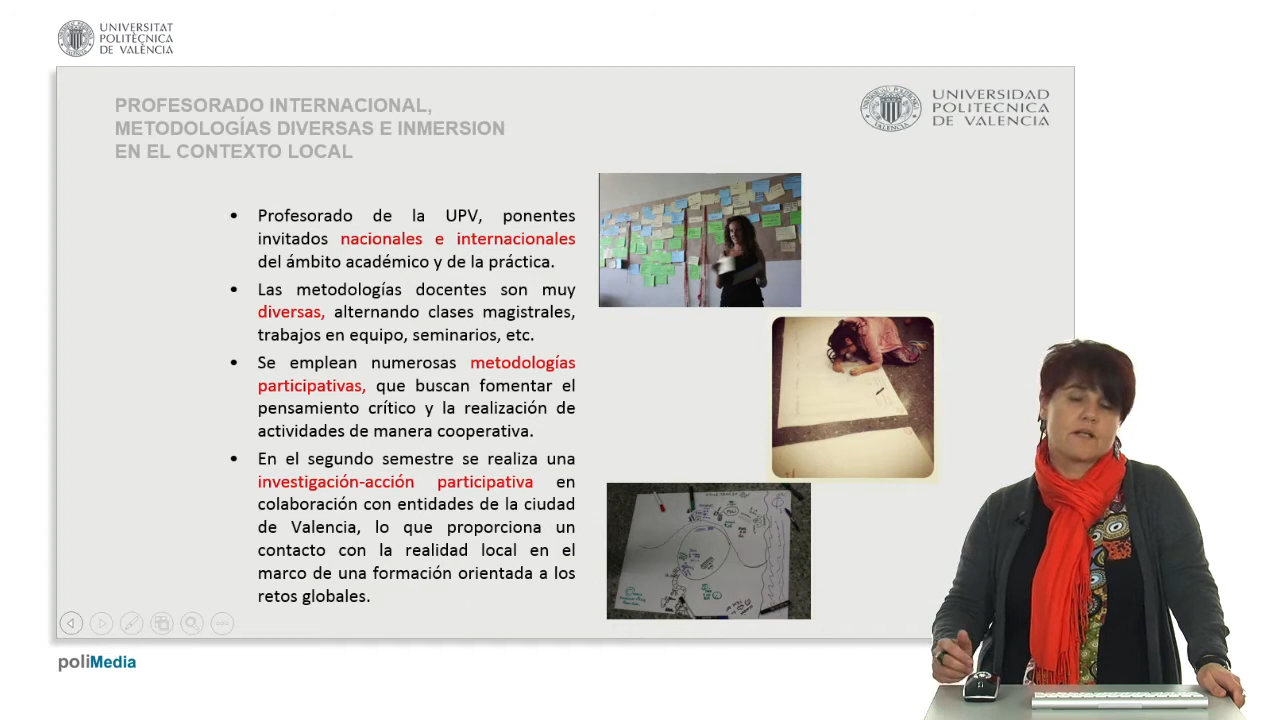 UNIVERSITAT
POLITÈCNICA
DE VALÈNCIA
PROFESORADO INTERNACIONAL,
METODOLOGÍAS DIVERSAS E INMERSION
EN EL CONTEXTO LOCAL
UNIVERSIDAD
POLITECNICA
DE VALENCIA
• Profesorado de la UPV, ponentes
invitados nacionales e internacionales
del ámbito académico y de la práctica.
• Las metodologías docentes son muy
diversas, alternando clases magistrales,
trabajos en equipo, seminarios, etc.
• Se emplean numerosas metodologías
participativas, que buscan fomentar el
pensamiento crítico y la realización de
actividades de manera cooperativa.
• En el segundo semestre se realiza una
investigación-acción participativa en
colaboración con entidades de la ciudad
de Valencia, lo que proporciona un
contacto con la realidad local en el
marco de una formación orientada a los
retos globales.
poliMedia